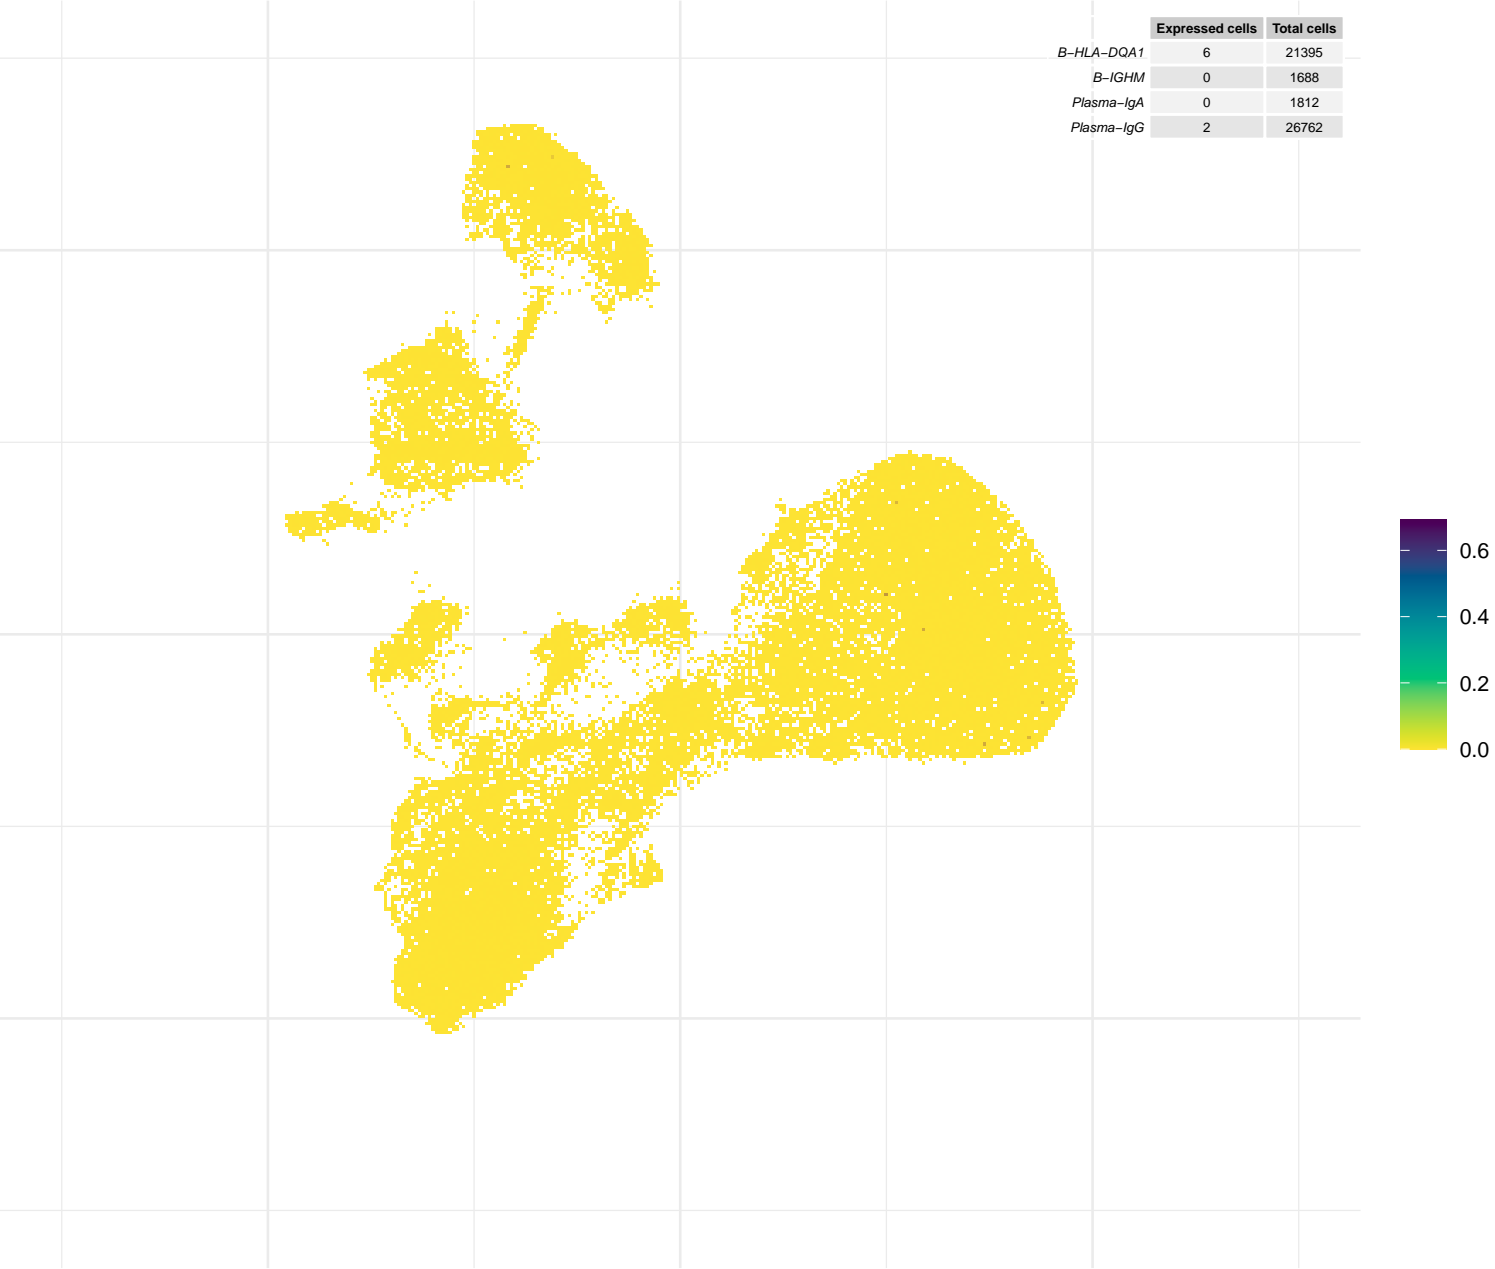 Expressed cells Total cells
B−HLA−DQA1 6 21395
B−IGHM 0 1688
Plasma−IgA 0 1812
Plasma−IgG 2 26762
0.6
0.4
0.2
0.0